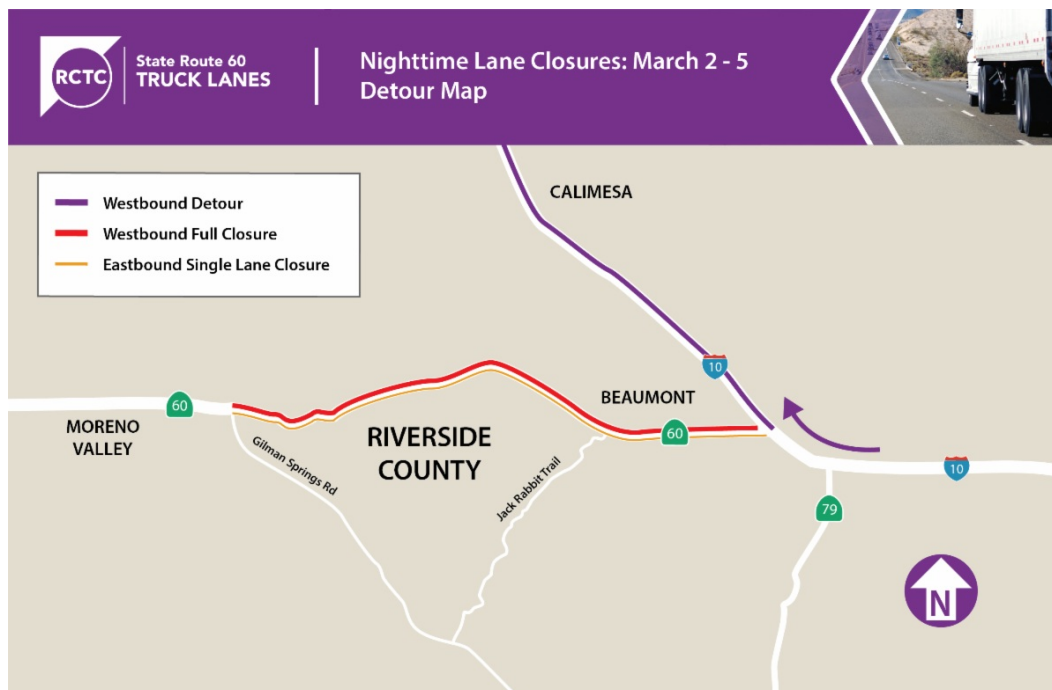 RCTC
State Route 60
TRUCK LANES
Nighttime Lane Closures: March 2 - 5
Detour Map
Westbound Detour
Westbound Full Closure
Eastbound Single Lane Closure
CALIMESA
10
BEAUMONT
60
MORENO
VALLEY
Gilman Springs Rd
RIVERSIDE
COUNTY
Jack Rabbit Trail
60
10
79
N